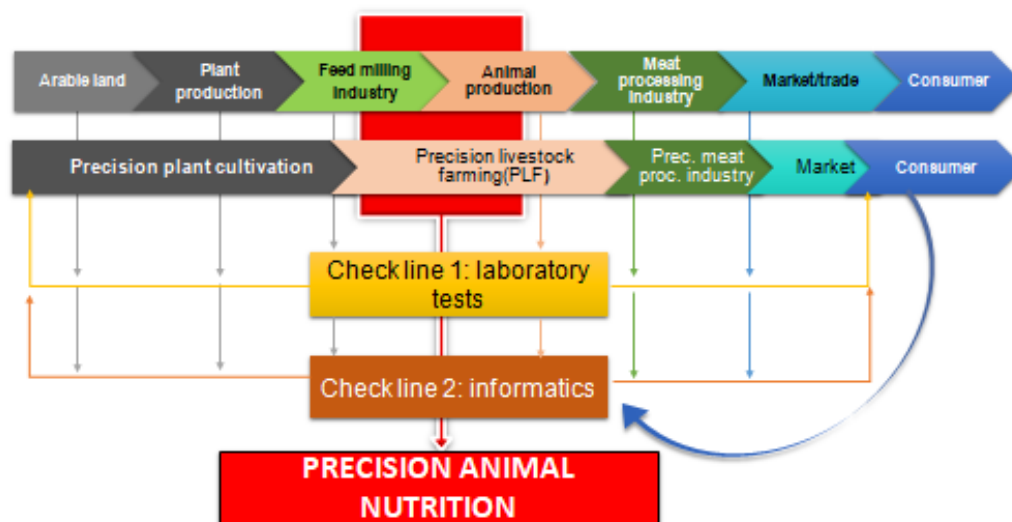 Arable land
Plant
production
Feed milling
industry
Animal
production
Meat
processing
industry
Market/trade
Consumer
Precision plant cultivation
Precision livestock
farming(PLF)
Prec. meat
proc. industry
Market
Consumer
Check line 1: laboratory
tests
Check line 2: informatics
PRECISION ANIMAL
NUTRITION